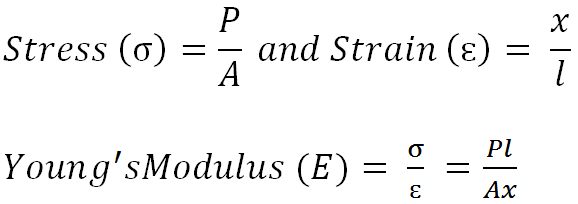 Stress (σ) = P/A and Strain (ε) = x/l
Young'sModulus (E) = σ/ε = Pl/Ax